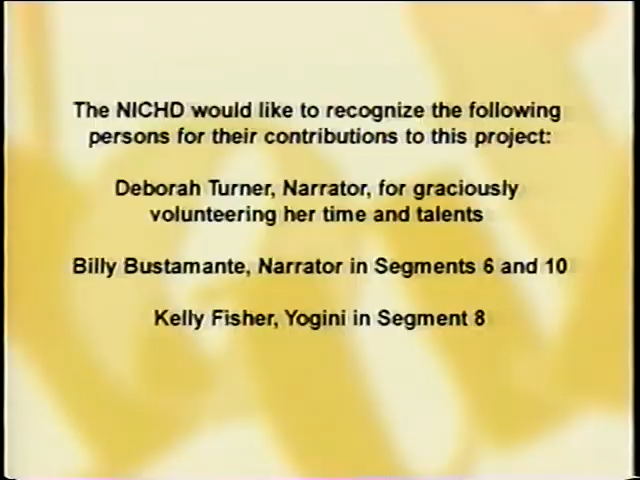 The NICHD would like to recognize the following
persons for their contributions to this project:
Deborah Turner, Narrator, for graciously
volunteering her time and talents
Billy Bustamante, Narrator in Segments 6 and 10
Kelly Fisher, Yogini in Segment 8